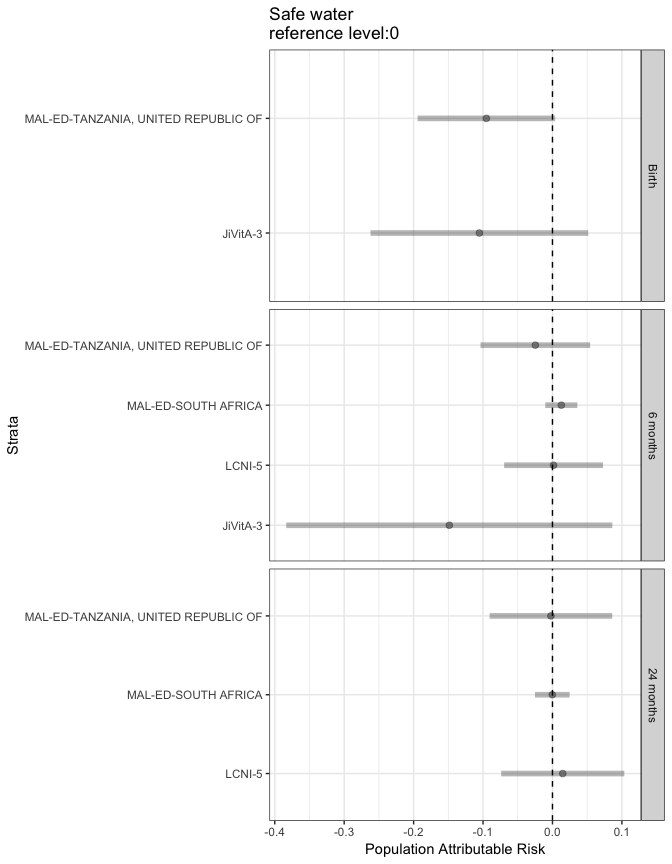 Safe water
reference level:0
MAL-ED-TANZANIA, UNITED REPUBLIC OF
JiVitA-3
Birth
MAL-ED-TANZANIA, UNITED REPUBLIC OF
MAL-ED-SOUTH AFRICA
LCNI-5
JiVitA-3
6 months
MAL-ED-TANZANIA, UNITED REPUBLIC OF
MAL-ED-SOUTH AFRICA
LCNI-5
24 months
Strata
-0.4 -0.3 -0.2 -0.1 0.0 0.1
Population Attributable Risk